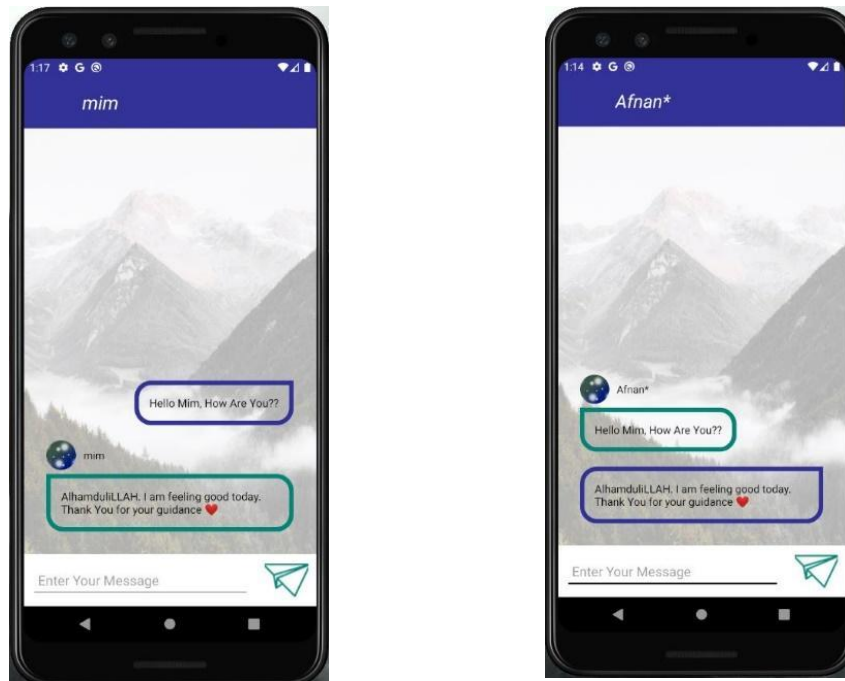 1:17 G
mim
Hello Mim, How Are You??
mim
AlhamduliLLAH. I am feeling good today.
Thank You for your guidance ❤️
Enter Your Message
1:14 G
Afnan*
Afnan*
Hello Mim, How Are You??
AlhamduliLLAH. I am feeling good today.
Thank You for your guidance ❤️
Enter Your Message